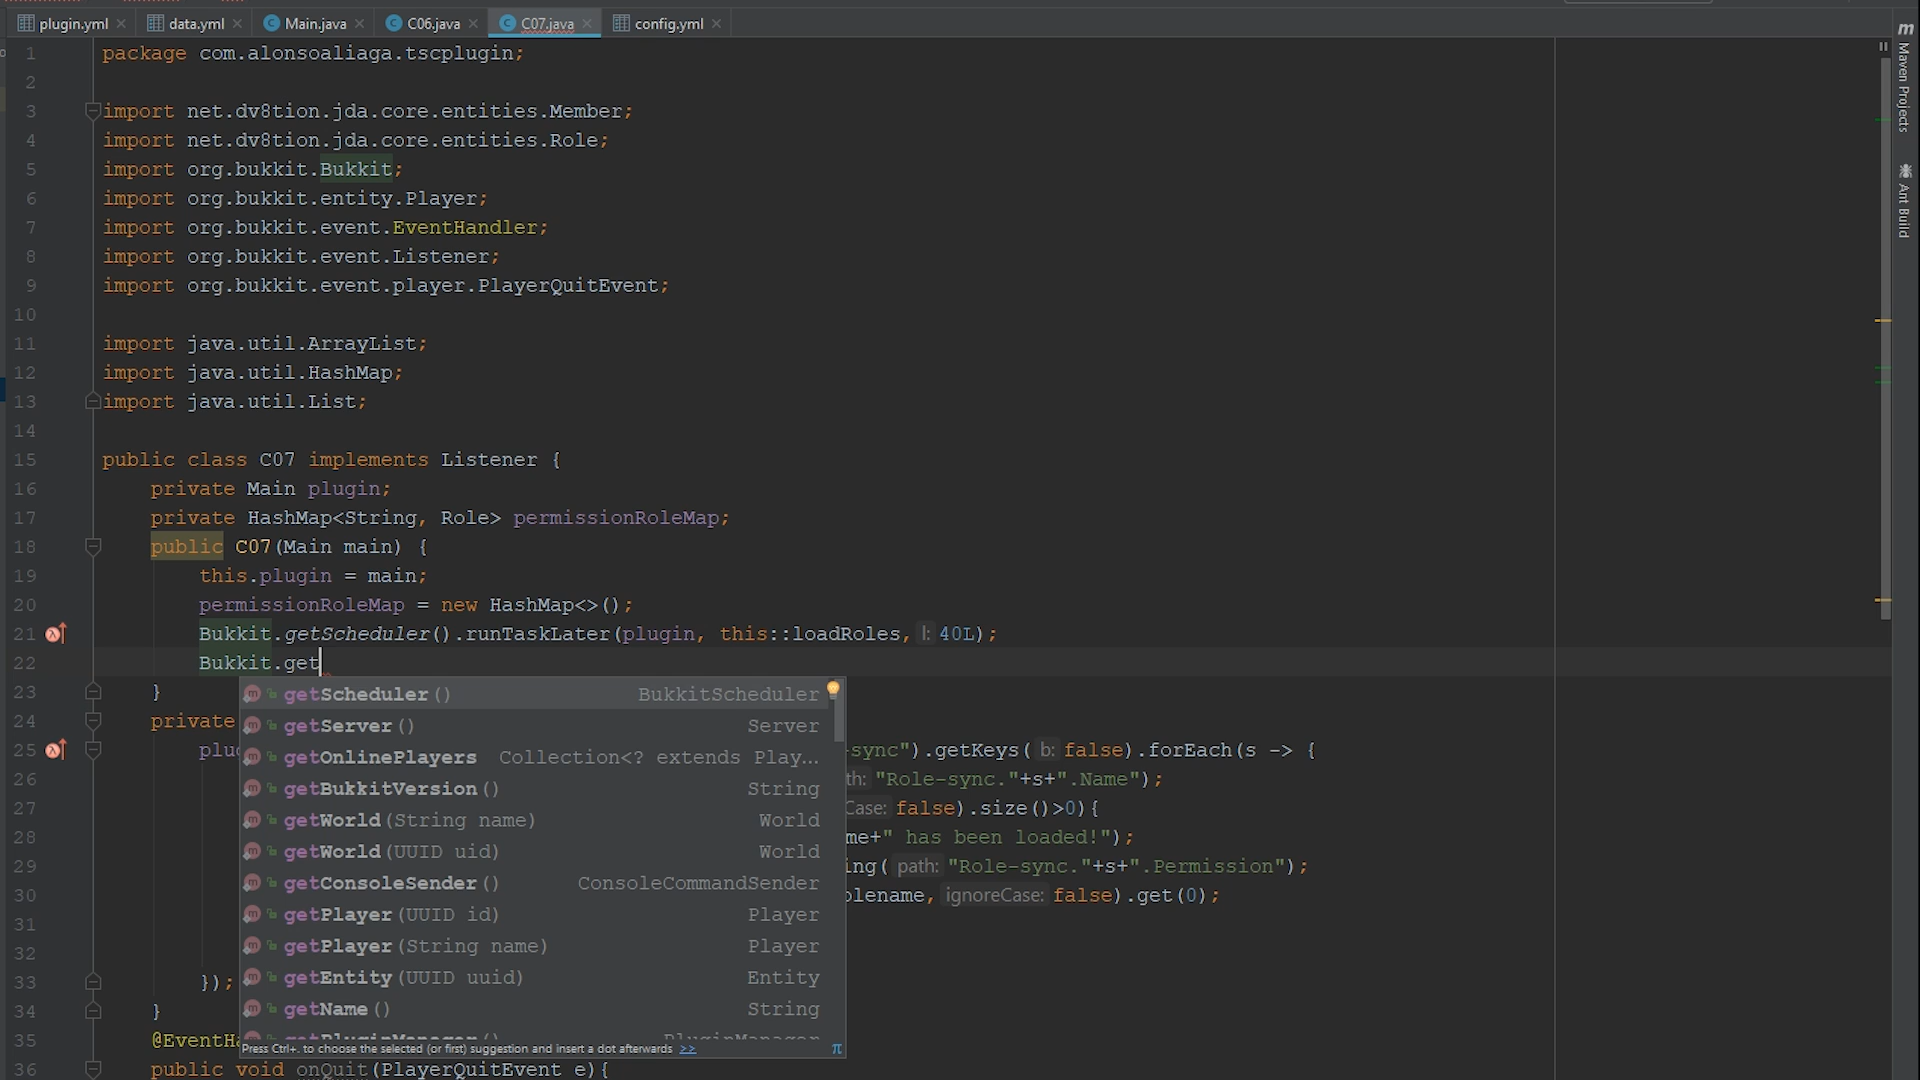 plugin.yml data.yml Main.java C06.java C07.java config.yml
1 package com.alonsoaliaga.tscplugin;
2
3 import net.dv8tion.jda.core.entities.Member;
4 import net.dv8tion.jda.core.entities.Role;
5 import org.bukkit.Bukkit;
6 import org.bukkit.entity.Player;
7 import org.bukkit.event.EventHandler;
8 import org.bukkit.event.Listener;
9 import org.bukkit.event.player.PlayerQuitEvent;
10
11 import java.util.ArrayList;
12 import java.util.HashMap;
13 import java.util.List;
14
15 public class C07 implements Listener {
16 private Main plugin;
17 private HashMap<String, Role> permissionRoleMap;
18 public C07(Main main) {
19 this.plugin = main;
20 permissionRoleMap = new HashMap<>();
21 Bukkit.getScheduler().runTaskLater(plugin, this::loadRoles, l: 40L);
22 Bukkit.get
23 }
getScheduler() BukkitScheduler
24 private
getServer() Server
25 -sync").getKeys( b: false).forEach(s -> {
getOnlinePlayers Collection<? extends Play...
26 "Role-sync."+s+".Name");
getBukkitVersion() String
27 Case: false).size()>0){
getWorld(String name) World
28 me+" has been loaded!");
getWorld(UUID uid) World
29 ing( path: "Role-sync."+s+".Permission");
getConsoleSender() ConsoleCommandSender
30 olename, ignoreCase: false).get(0);
getPlayer(UUID id) Player
31
getPlayer(String name) Player
32
getEntity(UUID uuid) Entity
33 });
getName() String
34 }
getPluginManager() PluginManager
35 @EventHa
Press Ctrl+. to choose the selected (or first) suggestion and insert a dot afterwards >> π
36 public void onQuit(PlayerQuitEvent e){
m Maven Projects
Ant Build